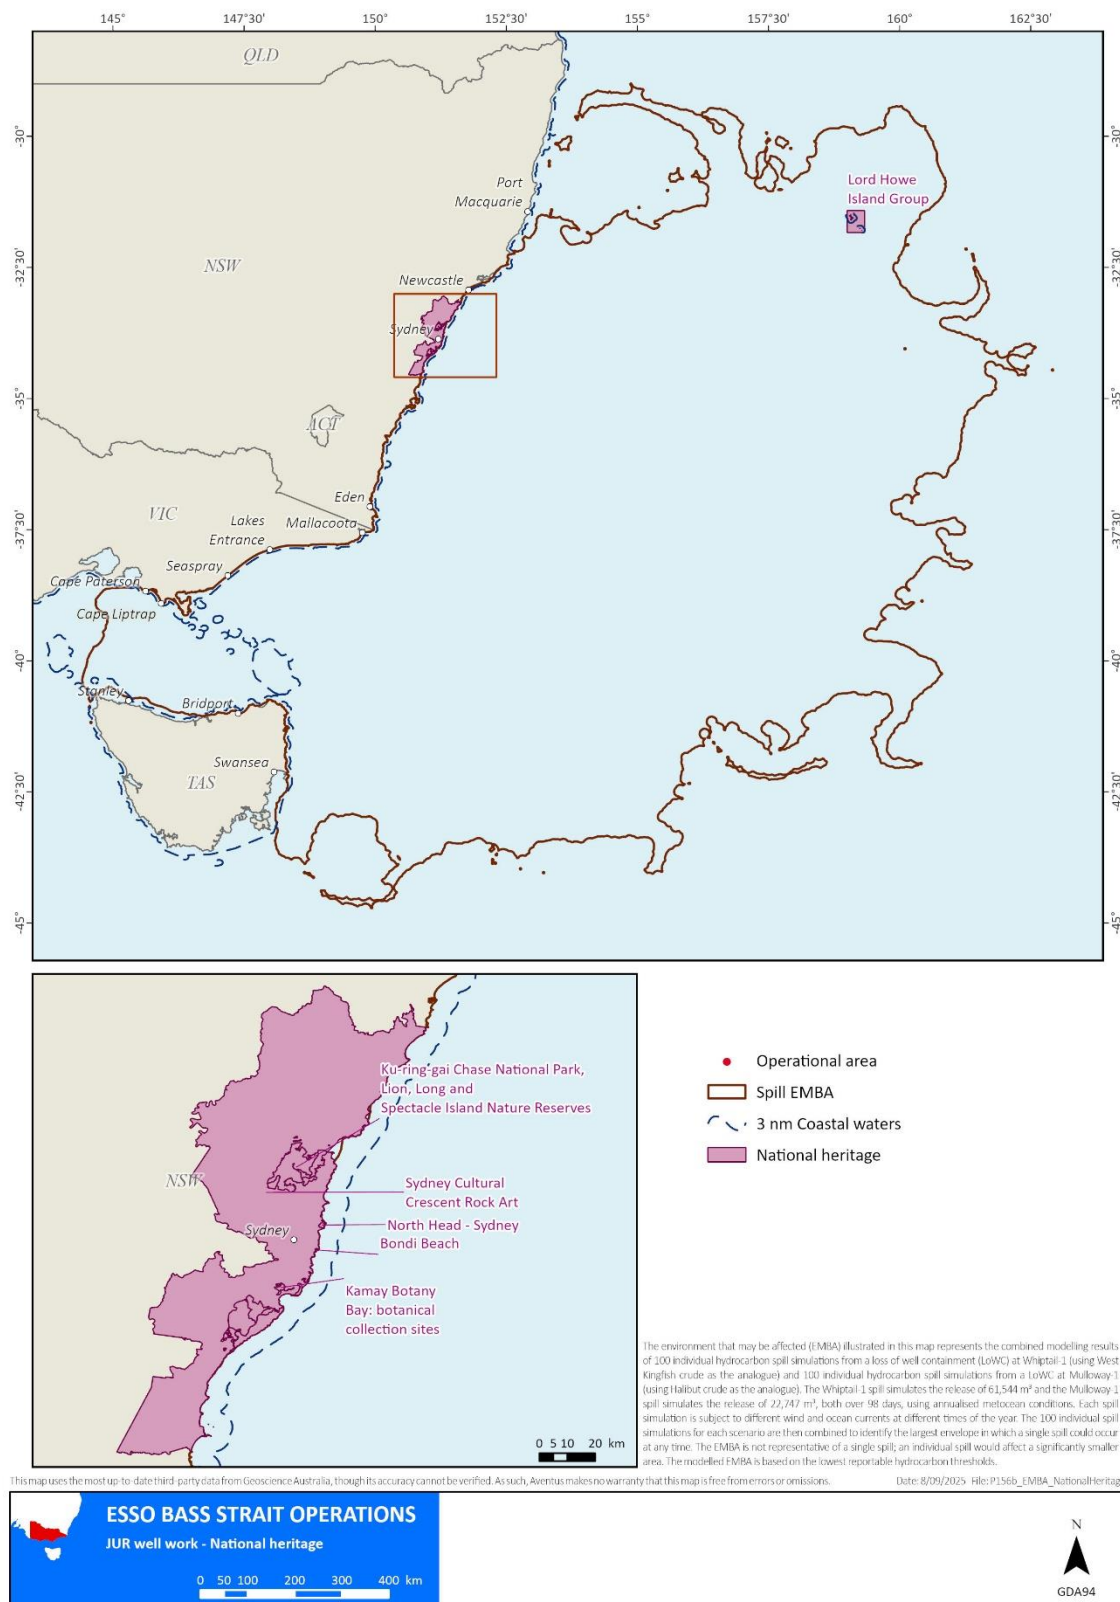 145° 147°30' 150° 152°30' 155° 157°30' 160° 162°30'
QLD
-30° -30°
Port
Macquarie
Lord Howe
Island Group
-32°30' -32°30'
NSW
Newcastle
Sydney
-35° -35°
ACT
Eden
VIC
Mallacoota
-37°30' -37°30'
Lakes
Entrance
Seaspray
Cape Paterson
Cape Liptrap
-40° -40°
Stanley
Bridport
Swansea
TAS
-42°30' -42°30'
-45° -45°
Ku-ring-gai Chase National Park,
Lion, Long and
Spectacle Island Nature Reserves
NSW
Sydney Cultural
Crescent Rock Art
North Head - Sydney
Sydney
Bondi Beach
Kamay Botany
Bay: botanical
collection sites
0 5 10 20 km
Operational area
Spill EMBA
3 nm Coastal waters
National heritage
The environment that may be affected (EMBA) illustrated in this map represents the combined modelling results
of 100 individual hydrocarbon spill simulations from a loss of well containment (LoWC) at Whiptail-1 (using West
Kingfish crude as the analogue) and 100 individual hydrocarbon spill simulations from a LoWC at Mulloway-1
(using Halibut crude as the analogue). The Whiptail-1 spill simulates the release of 61,544 m³ and the Mulloway-1
spill simulates the release of 22,747 m³, both over 98 days, using annualised metocean conditions. Each spill
simulation is subject to different wind and ocean currents at different times of the year. The 100 individual spill
simulations for each scenario are then combined to identify the largest envelope in which a single spill could occur
at any time. The EMBA is not representative of a single spill; an individual spill would affect a significantly smaller
area. The modelled EMBA is based on the lowest reportable hydrocarbon thresholds.
This map uses the most up-to-date third-party data from Geoscience Australia, though its accuracy cannot be verified. As such, Aventus makes no warranty that this map is free from errors or omissions.
Date: 8/09/2025 File: P156b_EMBA_NationalHeritag
ESSO BASS STRAIT OPERATIONS
JUR well work - National heritage
0 50 100 200 300 400 km
N
GDA94